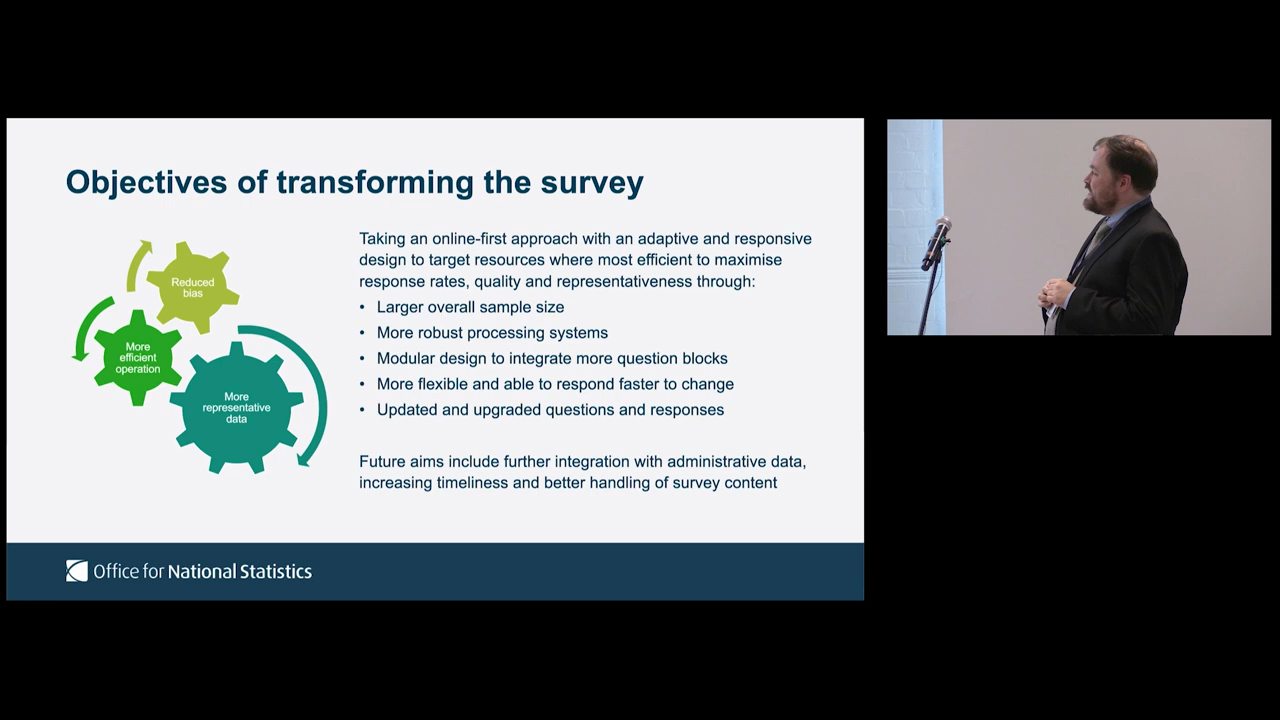 Objectives of transforming the survey
Reduced
bias
More
efficient
operation
More
representative
data
Taking an online-first approach with an adaptive and responsive
design to target resources where most efficient to maximise
response rates, quality and representativeness through:
• Larger overall sample size
• More robust processing systems
• Modular design to integrate more question blocks
• More flexible and able to respond faster to change
• Updated and upgraded questions and responses
Future aims include further integration with administrative data,
increasing timeliness and better handling of survey content
Office for National Statistics